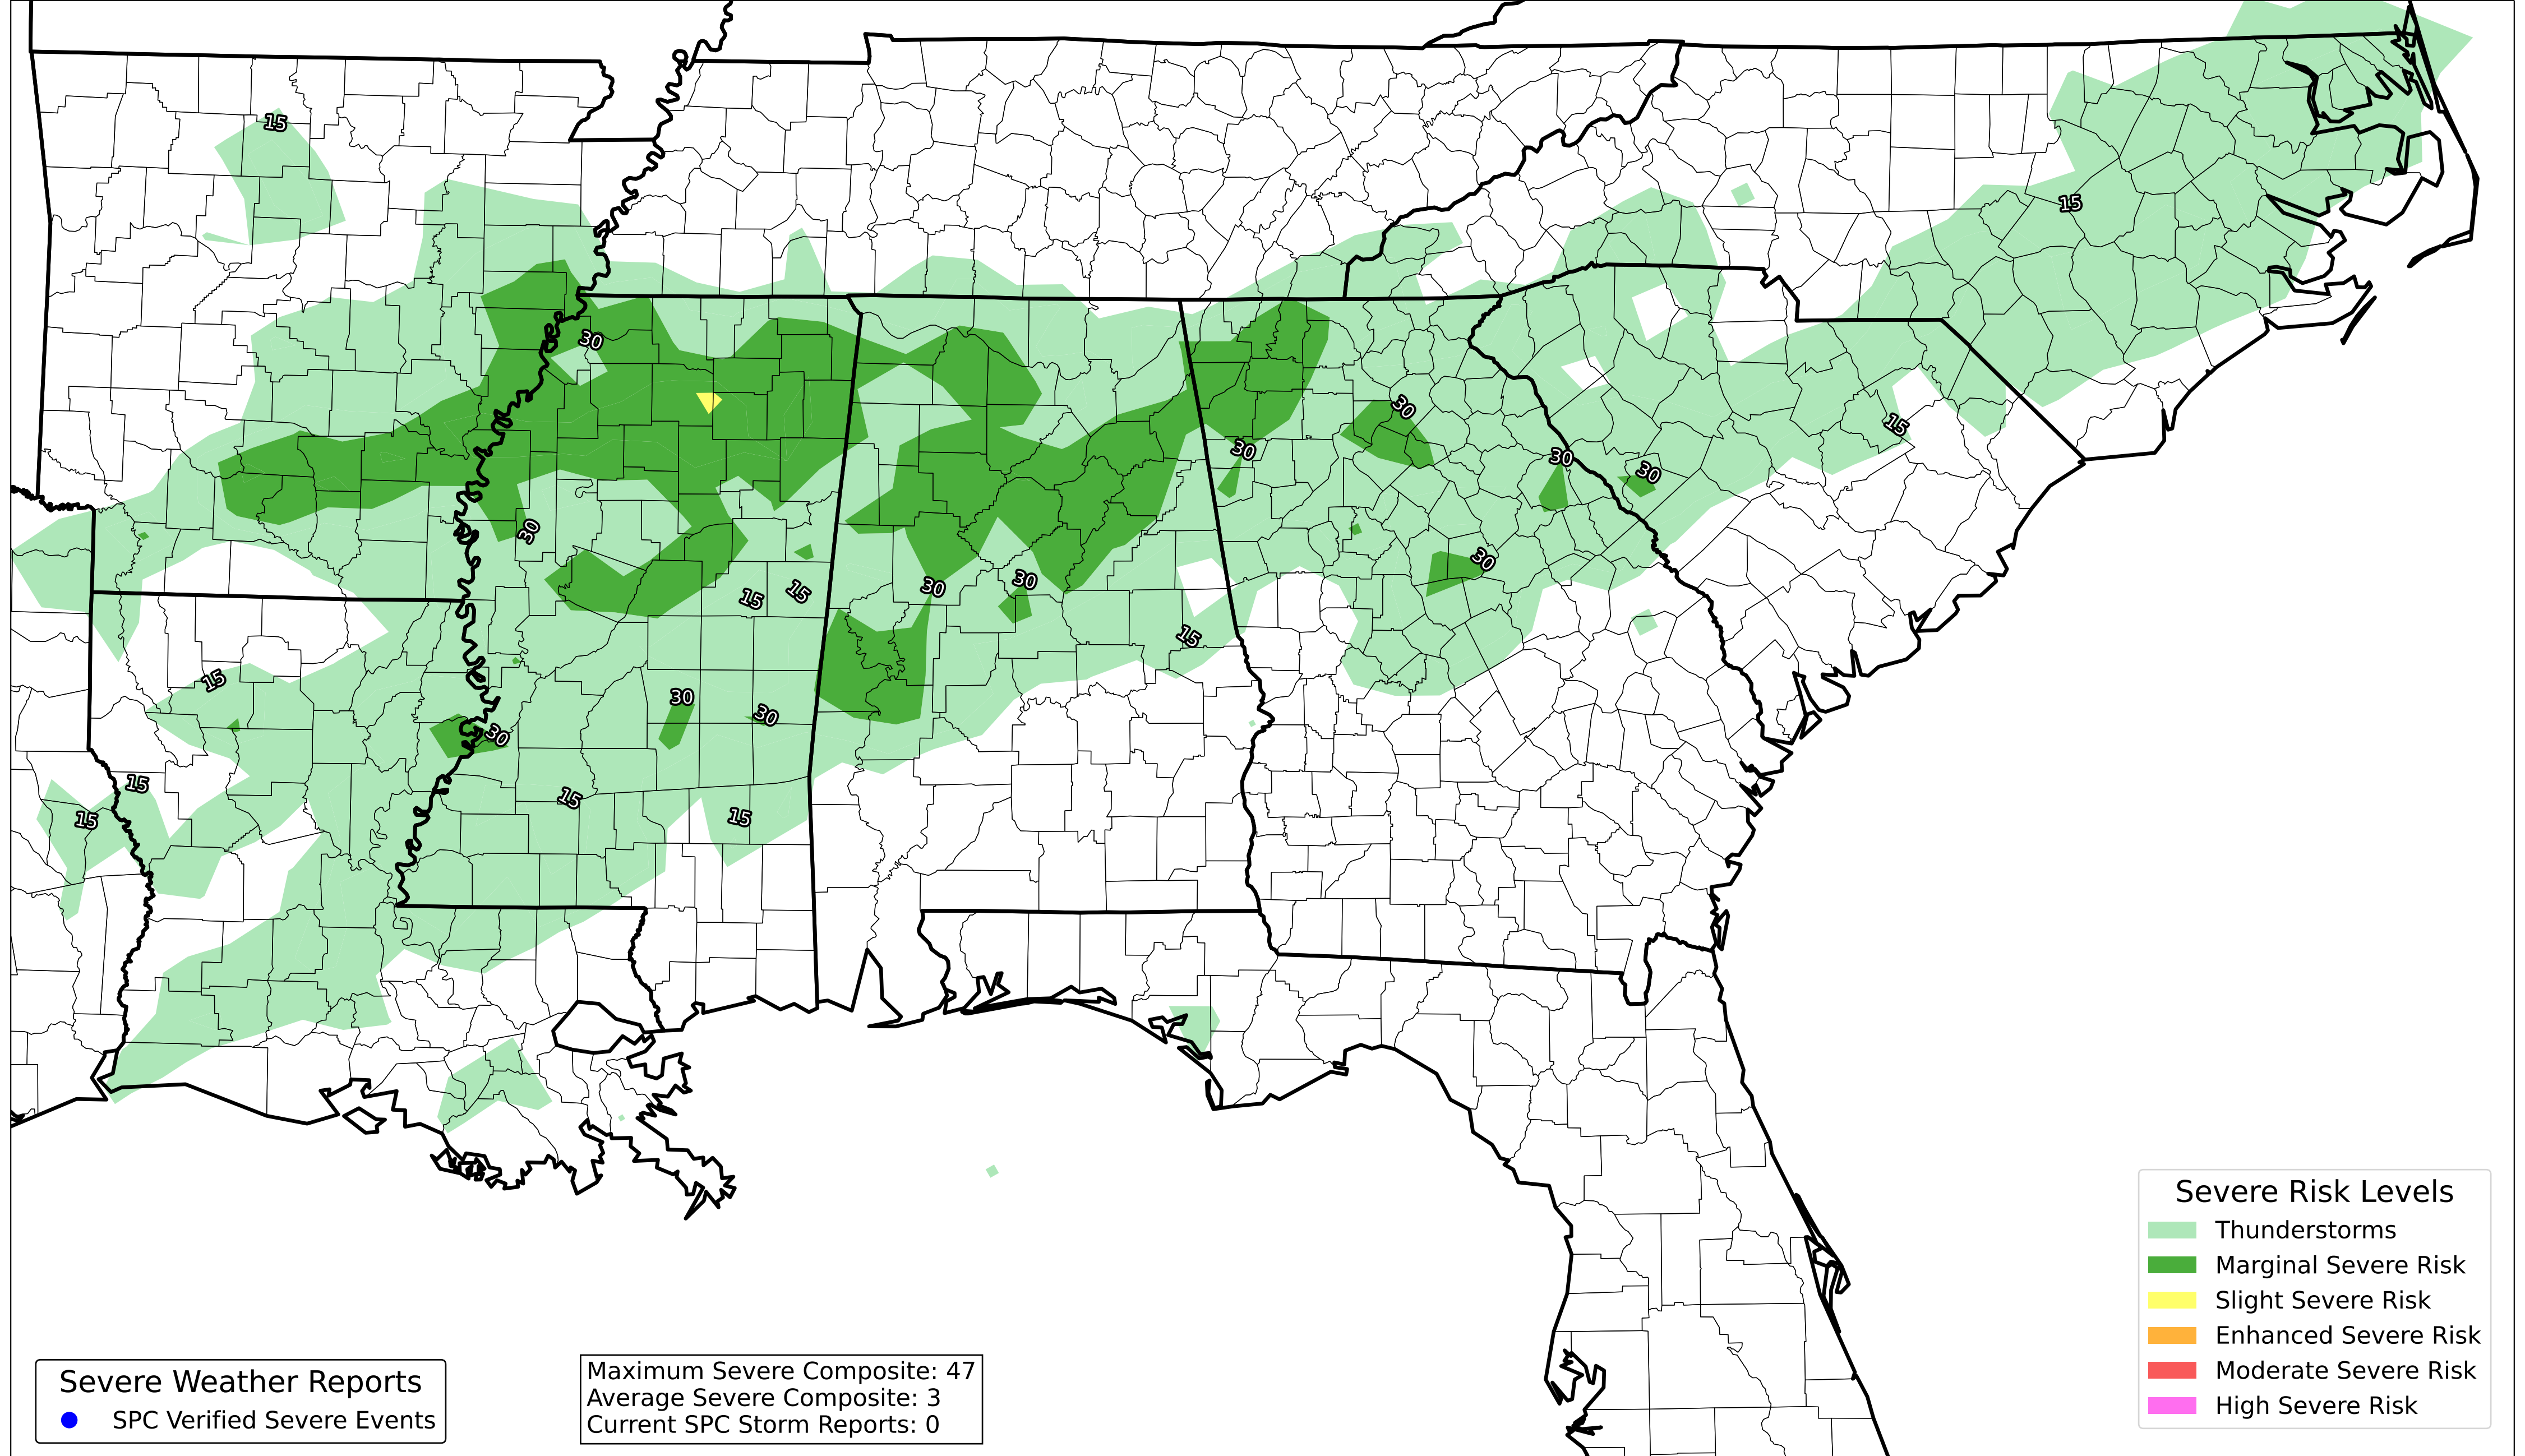 15
15
30
30
30
30
30
15
30
30
30
30
15
15
15
15
30
30
30
15
15
15
15
Severe Risk Levels
Thunderstorms
Marginal Severe Risk
Slight Severe Risk
Enhanced Severe Risk
Moderate Severe Risk
High Severe Risk
Severe Weather Reports
SPC Verified Severe Events
Maximum Severe Composite: 47
Average Severe Composite: 3
Current SPC Storm Reports: 0